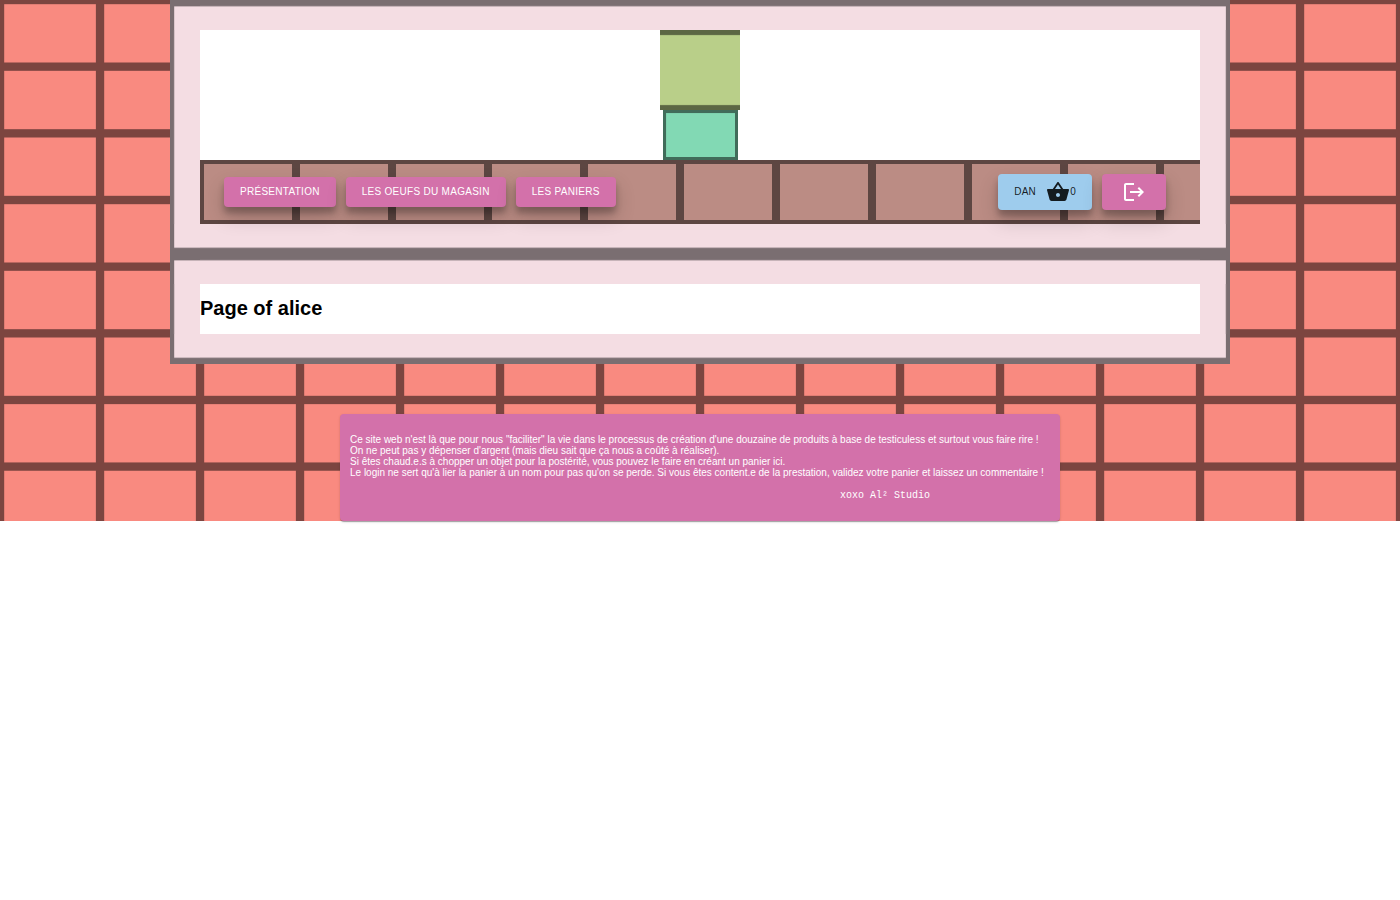 PRÉSENTATION LES OEUFS DU MAGASIN LES PANIERS DAN 0
Page of alice
Ce site web n'est là que pour nous "faciliter" la vie dans le processus de création d'une douzaine de produits à base de testiculess et surtout vous faire rire !
On ne peut pas y dépenser d'argent (mais dieu sait que ça nous a coûté à réaliser).
Si êtes chaud.e.s à chopper un objet pour la postérité, vous pouvez le faire en créant un panier ici.
Le login ne sert qu'à lier la panier à un nom pour pas qu'on se perde. Si vous êtes content.e de la prestation, validez votre panier et laissez un commentaire !
xoxo Al² Studio